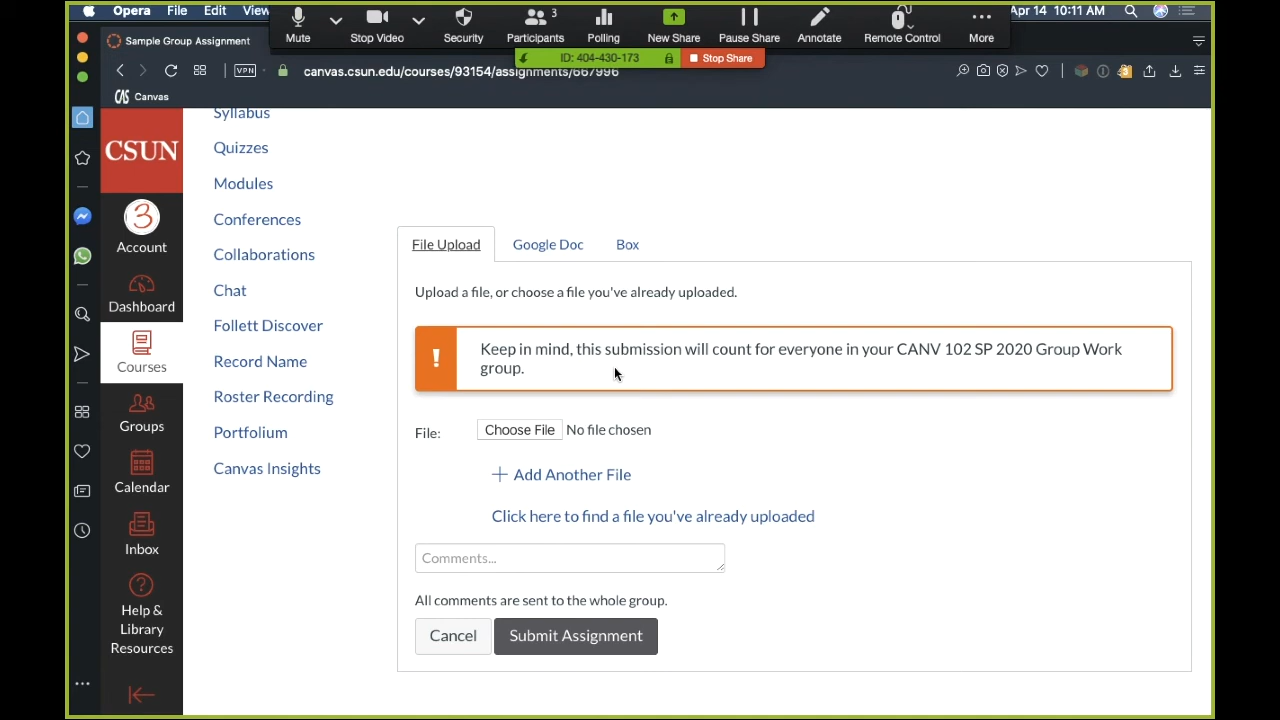 Opera File Edit View
Apr 14 10:11 AM
Mute
Stop Video
Security
3
Participants
Polling
New Share
Pause Share
Annotate
Remote Control
More
ID: 404-430-173
Stop Share
Sample Group Assignment
VPN
canvas.csun.edu/courses/93154/assignments/667996
Canvas
CSUN
Account
Dashboard
Courses
Groups
Calendar
Inbox
Help &
Library
Resources
Syllabus
Quizzes
Modules
Conferences
Collaborations
Chat
Follett Discover
Record Name
Roster Recording
Portfolium
Canvas Insights
File Upload Google Doc Box
Upload a file, or choose a file you've already uploaded.
Keep in mind, this submission will count for everyone in your CANV 102 SP 2020 Group Work
group.
File: Choose File No file chosen
+ Add Another File
Click here to find a file you've already uploaded
Comments...
All comments are sent to the whole group.
Cancel Submit Assignment